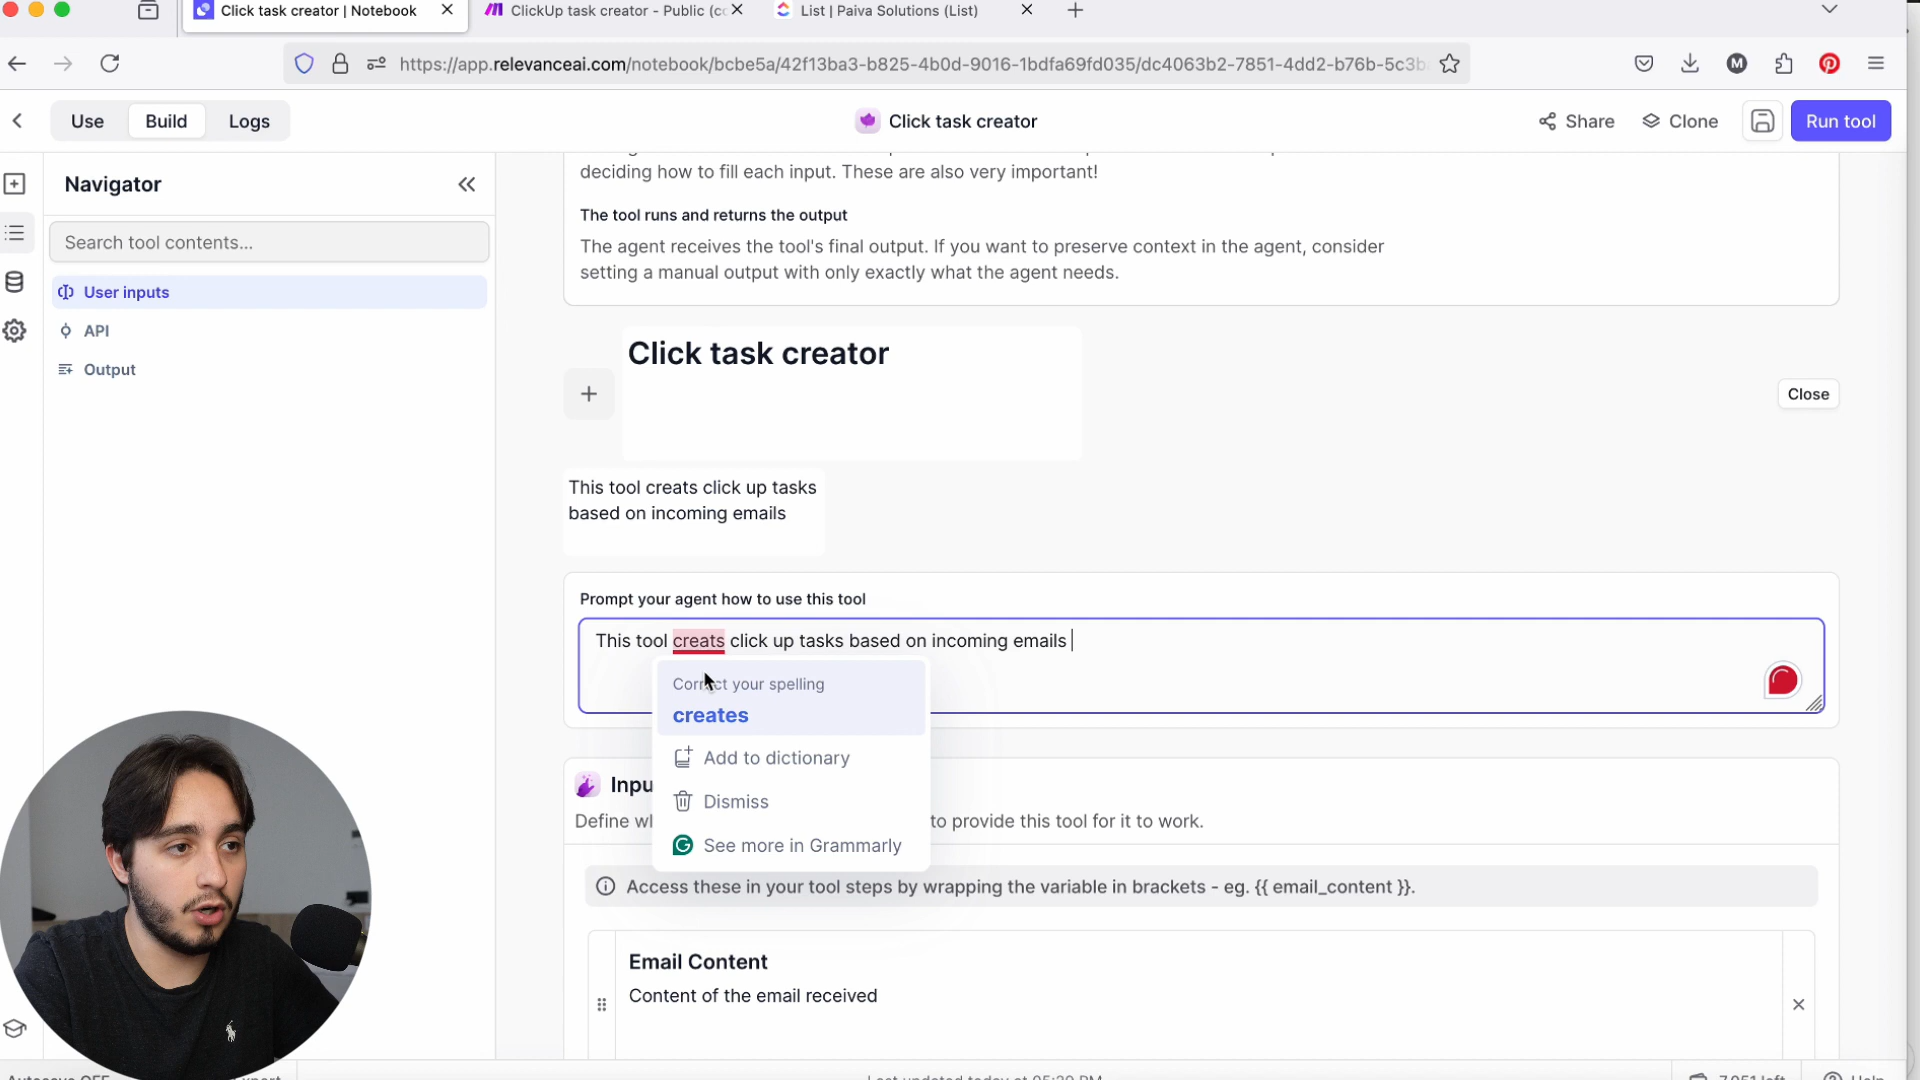 Click task creator | Notebook
ClickUp task creator - Public (cc
List | Paiva Solutions (List)
https://app.relevanceai.com/notebook/bcbe5a/42f13ba3-b825-4b0d-9016-1bdfa69fd035/dc4063b2-7851-4dd2-b76b-5c3b
M
Use
Build
Logs
Click task creator
Share
Clone
Run tool
Navigator
Search tool contents...
User inputs
API
Output
deciding how to fill each input. These are also very important!
The tool runs and returns the output
The agent receives the tool's final output. If you want to preserve context in the agent, consider
setting a manual output with only exactly what the agent needs.
Click task creator
Close
This tool creats click up tasks
based on incoming emails
Prompt your agent how to use this tool
This tool creats click up tasks based on incoming emails
Correct your spelling
creates
Add to dictionary
Dismiss
See more in Grammarly
Inpu
Define wh
to provide this tool for it to work.
Access these in your tool steps by wrapping the variable in brackets - eg. {{ email_content }}.
Email Content
Content of the email received
Autosave OFF
Last updated today at 05:29 PM
7,951 left
Help